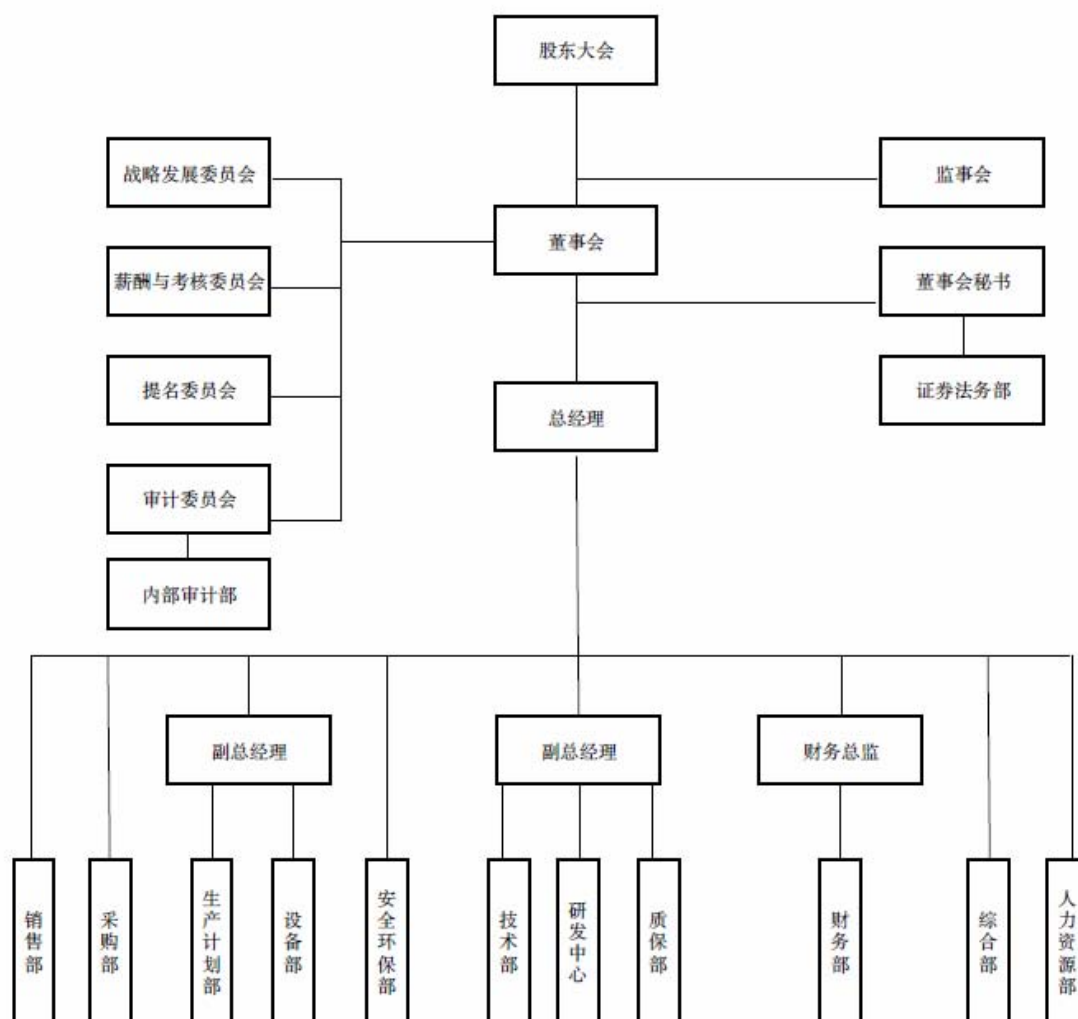 股东大会
战略发展委员会
监事会
董事会
薪酬与考核委员会
董事会秘书
提名委员会
证券法务部
总经理
审计委员会
内部审计部
副总经理
副总经理
财务总监
销售部
采购部
生产计划部
设备部
安全环保部
技术部
研发中心
质保部
财务部
综合部
人力资源部